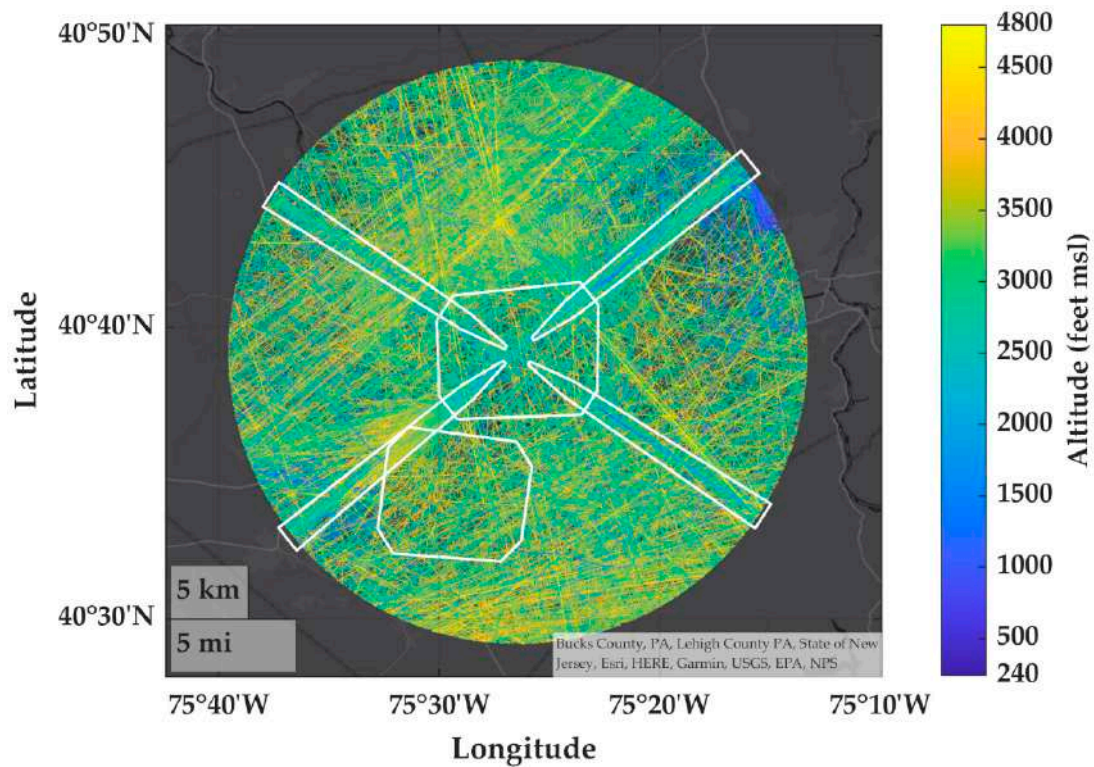 40°50'N
40°40'N
40°30'N
Latitude
5 km
5 mi
Bucks County, PA, Lehigh County PA, State of New
Jersey, Esri, HERE, Garmin, USGS, EPA, NPS
75°40'W
75°30'W
75°20'W
75°10'W
Longitude
4800
4500
4000
3500
3000
2500
2000
1500
1000
500
240
Altitude (feet msl)